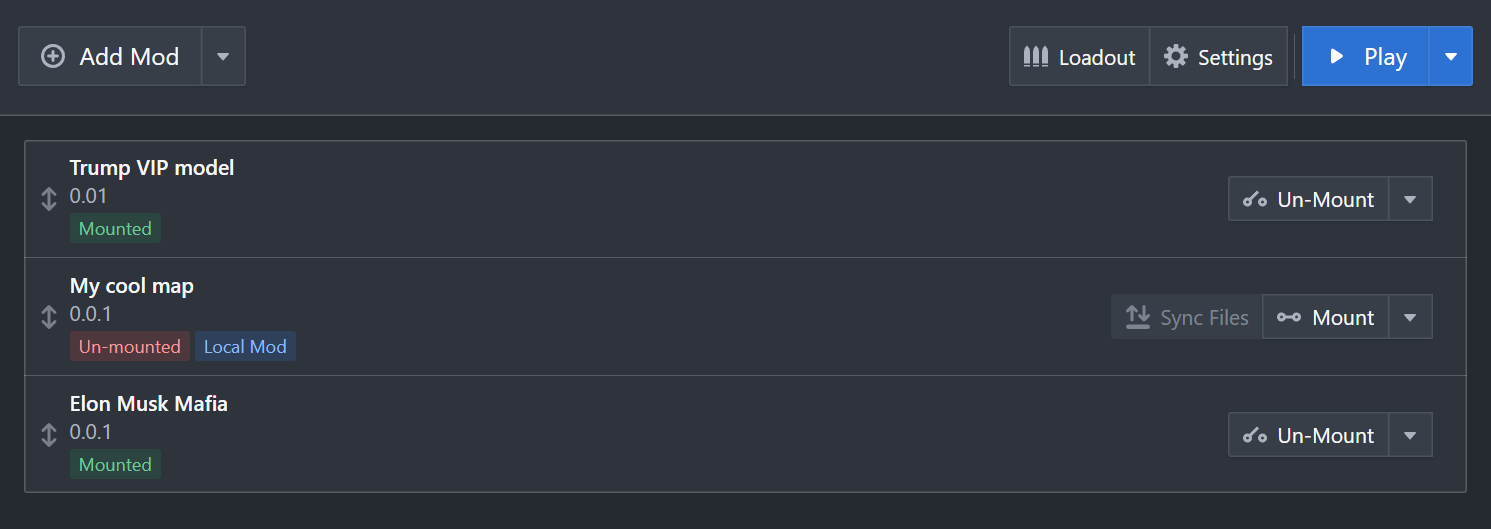 Add Mod
Loadout
Settings
Play
Trump VIP model
0.01
Mounted
Un-Mount
My cool map
0.0.1
Un-mounted
Local Mod
Sync Files
Mount
Elon Musk Mafia
0.0.1
Mounted
Un-Mount